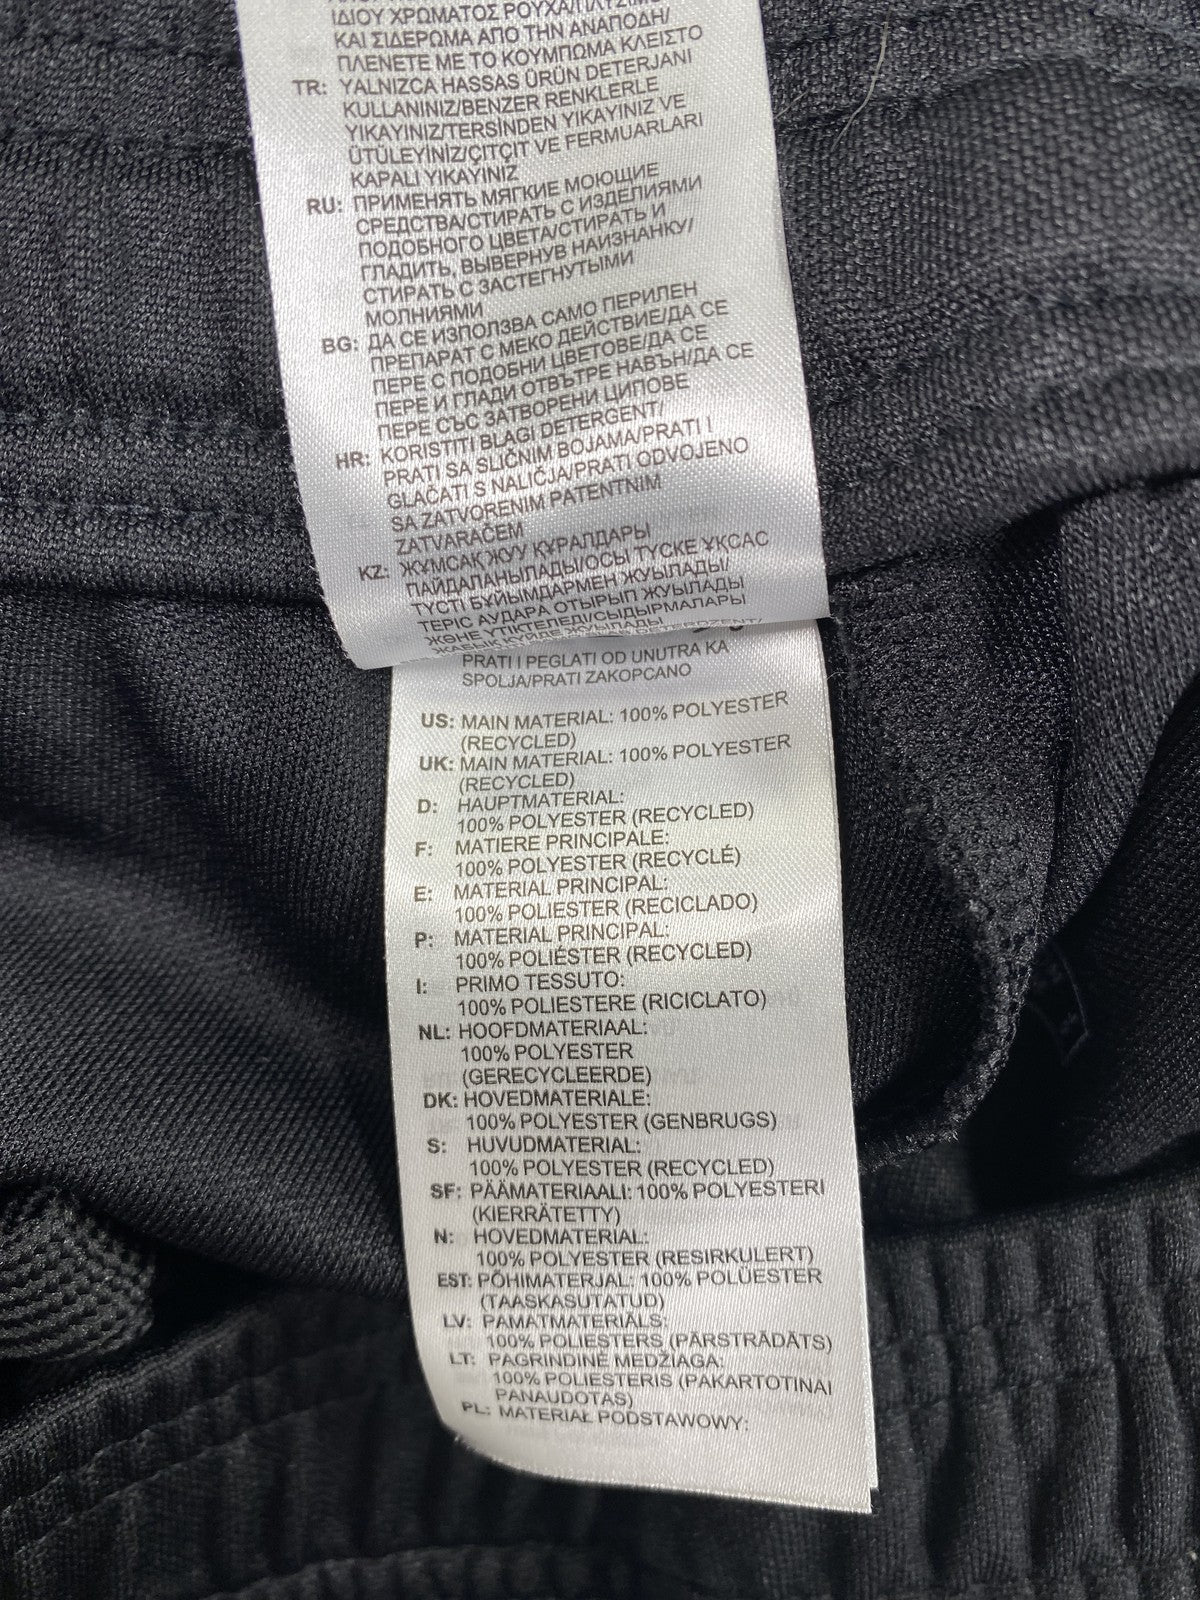 ΙΔΙΟΥ ΧΡΩΜΑΤΟΣ ΡΟΥΧΑ/ΠΛΥΣΙΜΟ
ΚΑΙ ΣΙΔΕΡΩΜΑ ΑΠΟ ΤΗΝ ΑΝΑΠΟΔΗ/
ΠΛΕΝΕΤΕ ΜΕ ΤΟ ΚΟΥΜΠΩΜΑ ΚΛΕΙΣΤΟ
TR: YALNIZCA HASSAS ÜRÜN DETERJANI
KULLANINIZ/BENZER RENKLERLE
YIKAYINIZ/TERSİNDEN YIKAYINIZ VE
ÜTÜLEYİNİZ/ÇITÇIT VE FERMUARLARI
KAPALI YIKAYINIZ
RU: ПРИМЕНЯТЬ МЯГКИЕ МОЮЩИЕ
СРЕДСТВА/СТИРАТЬ С ИЗДЕЛИЯМИ
ПОДОБНОГО ЦВЕТА/СТИРАТЬ И
ГЛАДИТЬ, ВЫВЕРНУВ НАИЗНАНКУ/
СТИРАТЬ С ЗАСТЕГНУТЫМИ
МОЛНИЯМИ
BG: ДА СЕ ИЗПОЛЗВА САМО ПЕРИЛЕН
ПРЕПАРАТ С МЕКО ДЕЙСТВИЕ/ДА СЕ
ПЕРЕ С ПОДОБНИ ЦВЕТОВЕ/ДА СЕ
ПЕРЕ И ГЛАДИ ОТВЪТРЕ НАВЪН/ДА СЕ
ПЕРЕ СЪС ЗАТВОРЕНИ ЦИПОВЕ
HR: KORISTITI BLAGI DETERGENT/
PRATI SA SLIČNIM BOJAMA/PRATI I
GLAČATI S NALIČJA/PRATI ODVOJENO
SA ZATVORENIM PATENTNIM
ZATVARAČEM
KZ: ЖҰМСАҚ ЖУУ ҚҰРАЛДАРЫ
ПАЙДАЛАНЫЛАДЫ/ОСЫ ТҮСКЕ ҰҚСАС
ТҮСТІ БҰЙЫМДАРМЕН ЖУЫЛАДЫ/
ТЕРІС АУДАРА ОТЫРЫП ЖУЫЛАДЫ
ЖӘНЕ ҮТІКТЕЛЕДІ/СЫДЫРМАЛАРЫ
ЖАБЫҚ КҮЙДЕ ЖУЫЛАДЫ
PRATI I PEGLATI OD UNUTRA KA
SPOLJA/PRATI ZAKOPCANO
US: MAIN MATERIAL: 100% POLYESTER
(RECYCLED)
UK: MAIN MATERIAL: 100% POLYESTER
(RECYCLED)
D: HAUPTMATERIAL:
100% POLYESTER (RECYCLED)
F: MATIERE PRINCIPALE:
100% POLYESTER (RECYCLÉ)
E: MATERIAL PRINCIPAL:
100% POLIESTER (RECICLADO)
P: MATERIAL PRINCIPAL:
100% POLIÉSTER (RECYCLED)
I: PRIMO TESSUTO:
100% POLIESTERE (RICICLATO)
NL: HOOFDMATERIAAL:
100% POLYESTER
(GERECYCLEERDE)
DK: HOVEDMATERIALE:
100% POLYESTER (GENBRUGS)
S: HUVUDMATERIAL:
100% POLYESTER (RECYCLED)
SF: PÄÄMATERIAALI: 100% POLYESTERI
(KIERRÄTETTY)
N: HOVEDMATERIAL:
100% POLYESTER (RESIRKULERT)
EST: PÕHIMATERJAL: 100% POLÜESTER
(TAASKASUTATUD)
LV: PAMATMATERIĀLS:
100% POLIESTERS (PĀRSTRĀDĀTS)
LT: PAGRINDINĖ MEDŽIAGA:
100% POLIESTERIS (PAKARTOTINAI
PANAUDOTAS)
PL: MATERIAŁ PODSTAWOWY: